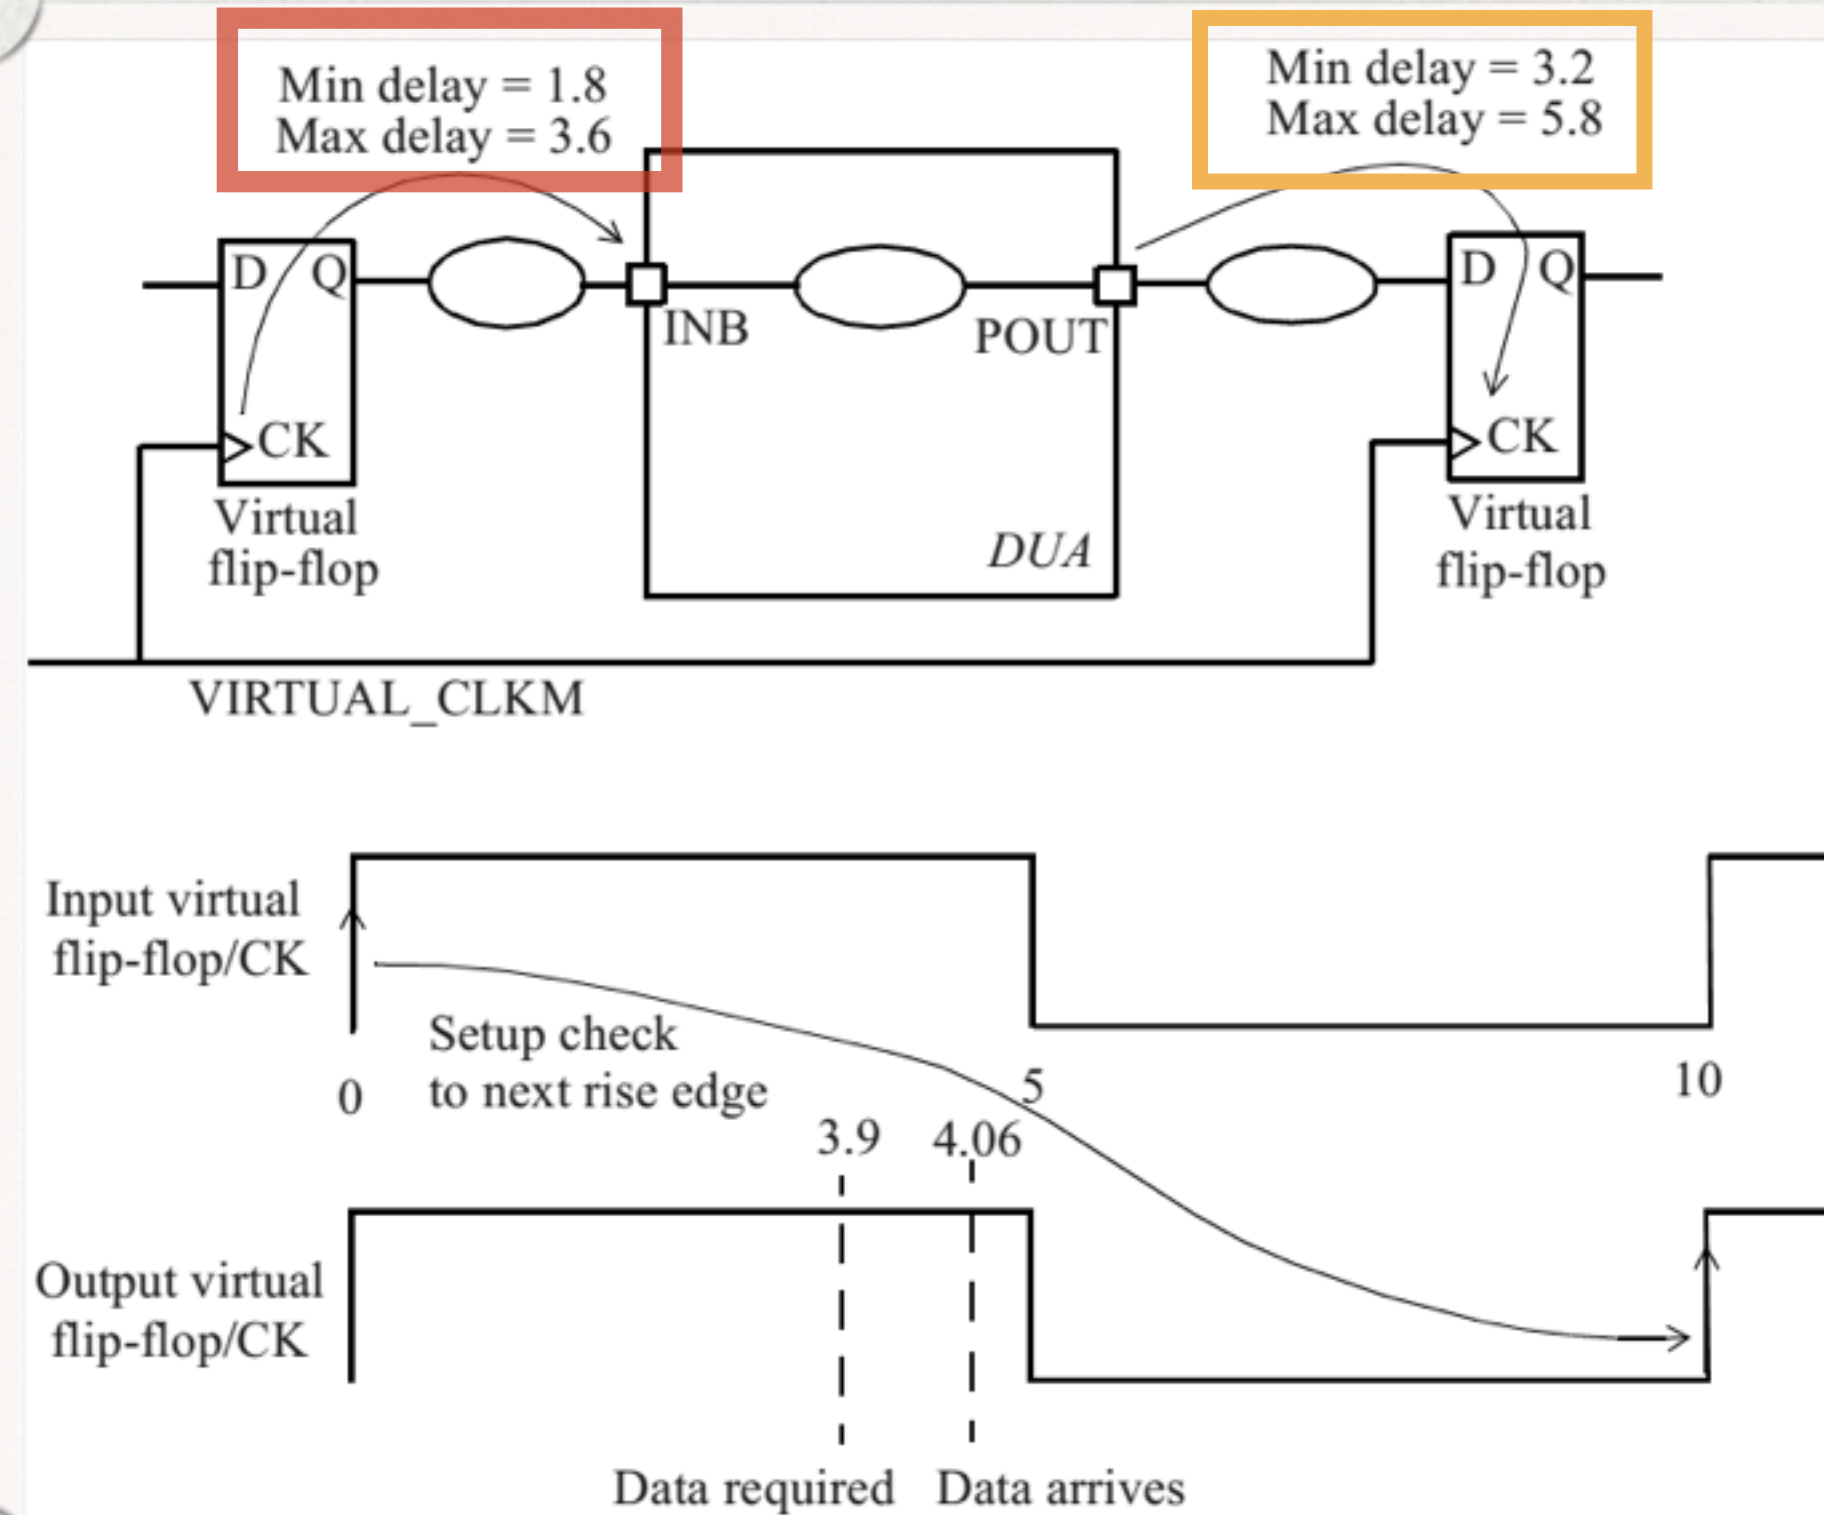 Min delay = 1.8
Max delay = 3.6
Min delay = 3.2
Max delay = 5.8
D Q
INB
POUT
D Q
CK
CK
Virtual
flip-flop
DUA
Virtual
flip-flop
VIRTUAL_CLKM
Input virtual
flip-flop/CK
Setup check
to next rise edge
0
5
10
3.9
4.06
Output virtual
flip-flop/CK
Data required
Data arrives